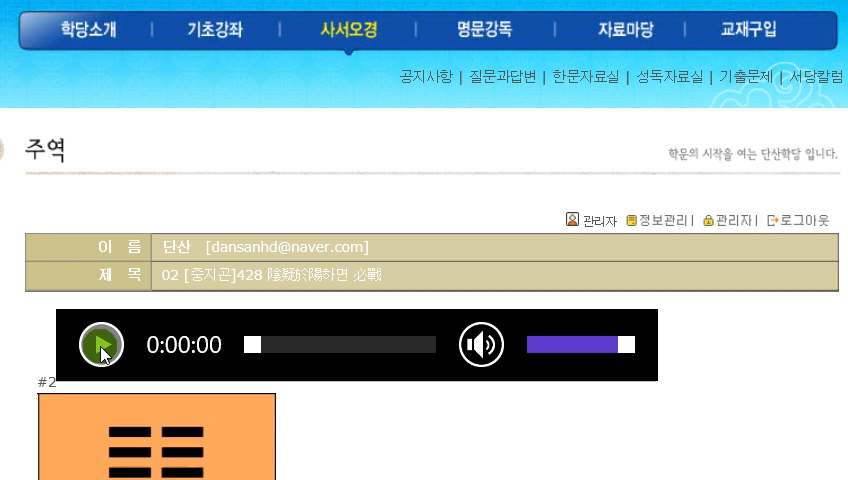 학당소개 | 기초강좌 | 사서오경 | 명문강독 | 자료마당 | 교재구입
공지사항 | 질문과답변 | 한문자료실 | 성독자료실 | 기출문제 | 서당칼럼
주역
학문의 시작을 여는 단산학당 입니다.
관리자 정보관리 | 관리자 | 로그아웃
이 름 단산 [dansanhd@naver.com]
제 목 02 [중지곤]428 陰疑於陽하면 必戰
0:00:00
#2